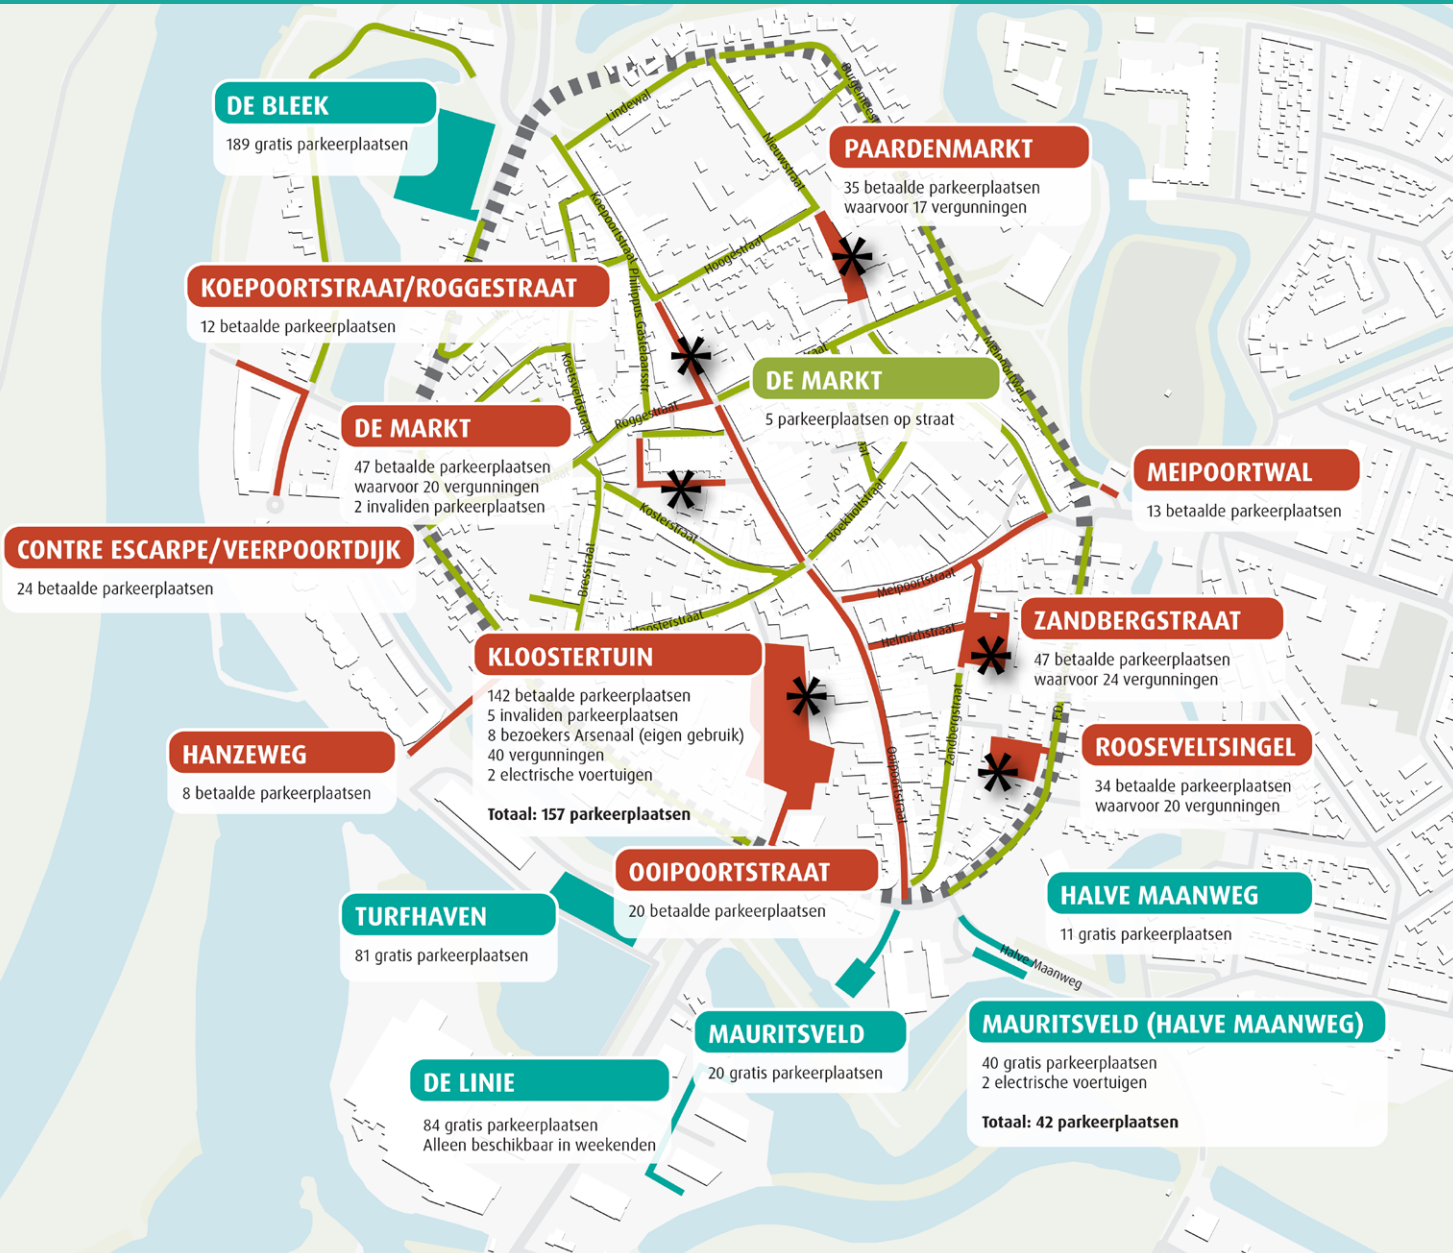 DE BLEEK
189 gratis parkeerplaatsen
PAARDENMARKT
35 betaalde parkeerplaatsen
waarvoor 17 vergunningen
KOEPOORTSTRAAT/ROGGESTRAAT
12 betaalde parkeerplaatsen
DE MARKT
5 parkeerplaatsen op straat
DE MARKT
47 betaalde parkeerplaatsen
waarvoor 20 vergunningen
2 invaliden parkeerplaatsen
MEIPOORTWAL
13 betaalde parkeerplaatsen
CONTRE ESCARPE/VEERPOORTDIJK
24 betaalde parkeerplaatsen
ZANDBERGSTRAAT
47 betaalde parkeerplaatsen
waarvoor 24 vergunningen
KLOOSTERTUIN
142 betaalde parkeerplaatsen
5 invaliden parkeerplaatsen
8 bezoekers Arsenaal (eigen gebruik)
40 vergunningen
2 electrische voertuigen
Totaal: 157 parkeerplaatsen
HANZEWEG
8 betaalde parkeerplaatsen
ROOSEVELTSINGEL
34 betaalde parkeerplaatsen
waarvoor 20 vergunningen
OOIPOORTSTRAAT
20 betaalde parkeerplaatsen
HALVE MAANWEG
11 gratis parkeerplaatsen
TURFHAVEN
81 gratis parkeerplaatsen
MAURITSVELD
20 gratis parkeerplaatsen
MAURITSVELD (HALVE MAANWEG)
40 gratis parkeerplaatsen
2 electrische voertuigen
Totaal: 42 parkeerplaatsen
DE LINIE
84 gratis parkeerplaatsen
Alleen beschikbaar in weekenden
Lindewal
Nieuwstraat
Koepoortstraat
Hoogestraat
Philippus Gastelaarsstr.
Koetsveldstraat
Roggestraat
Meipoortwal
Kosterstraat
Boekholtstraat
Bresstraat
Meipoortstraat
Helmichstraat
Zandbergstraat
Ooipoortstraat
Halve Maanweg